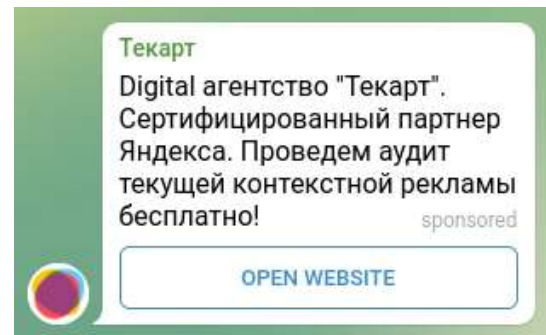 Текарт
Digital агентство "Текарт".
Сертифицированный партнер
Яндекса. Проведем аудит
текущей контекстной рекламы
бесплатно!
sponsored
OPEN WEBSITE